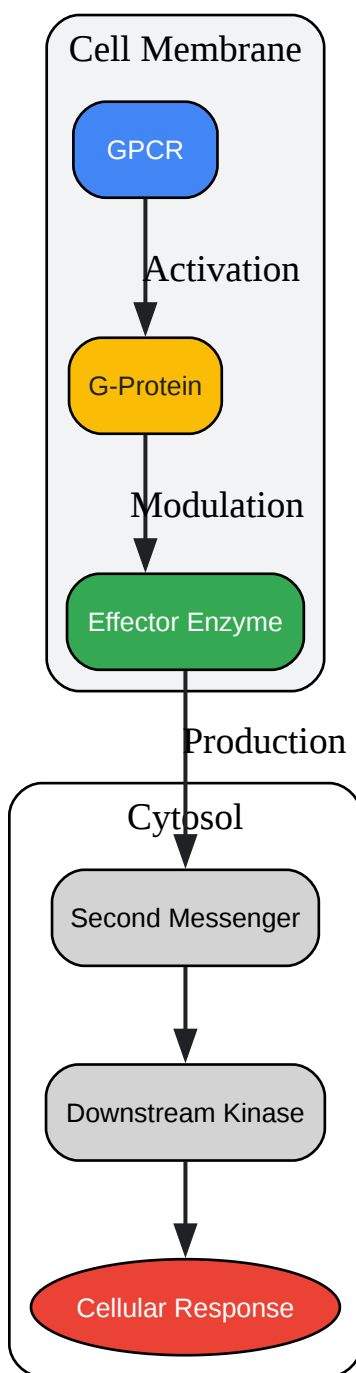 Cell Membrane
GPCR
Activation
G-Protein
Modulation
Effector Enzyme
Production
Cytosol
Second Messenger
Downstream Kinase
Cellular Response